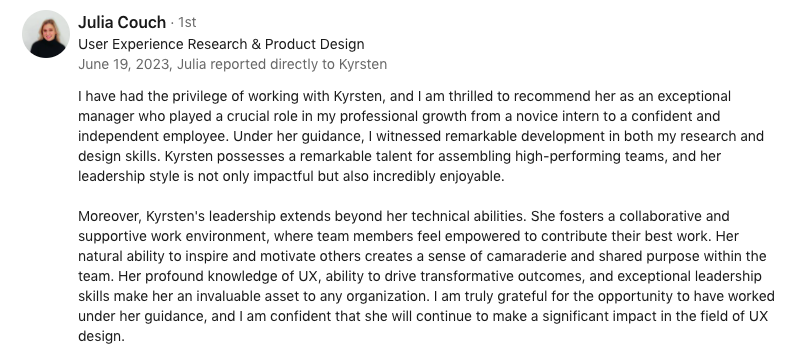 Julia Couch · 1st
User Experience Research & Product Design
June 19, 2023, Julia reported directly to Kyrsten
I have had the privilege of working with Kyrsten, and I am thrilled to recommend her as an exceptional
manager who played a crucial role in my professional growth from a novice intern to a confident and
independent employee. Under her guidance, I witnessed remarkable development in both my research and
design skills. Kyrsten possesses a remarkable talent for assembling high-performing teams, and her
leadership style is not only impactful but also incredibly enjoyable.
Moreover, Kyrsten's leadership extends beyond her technical abilities. She fosters a collaborative and
supportive work environment, where team members feel empowered to contribute their best work. Her
natural ability to inspire and motivate others creates a sense of camaraderie and shared purpose within the
team. Her profound knowledge of UX, ability to drive transformative outcomes, and exceptional leadership
skills make her an invaluable asset to any organization. I am truly grateful for the opportunity to have worked
under her guidance, and I am confident that she will continue to make a significant impact in the field of UX
design.